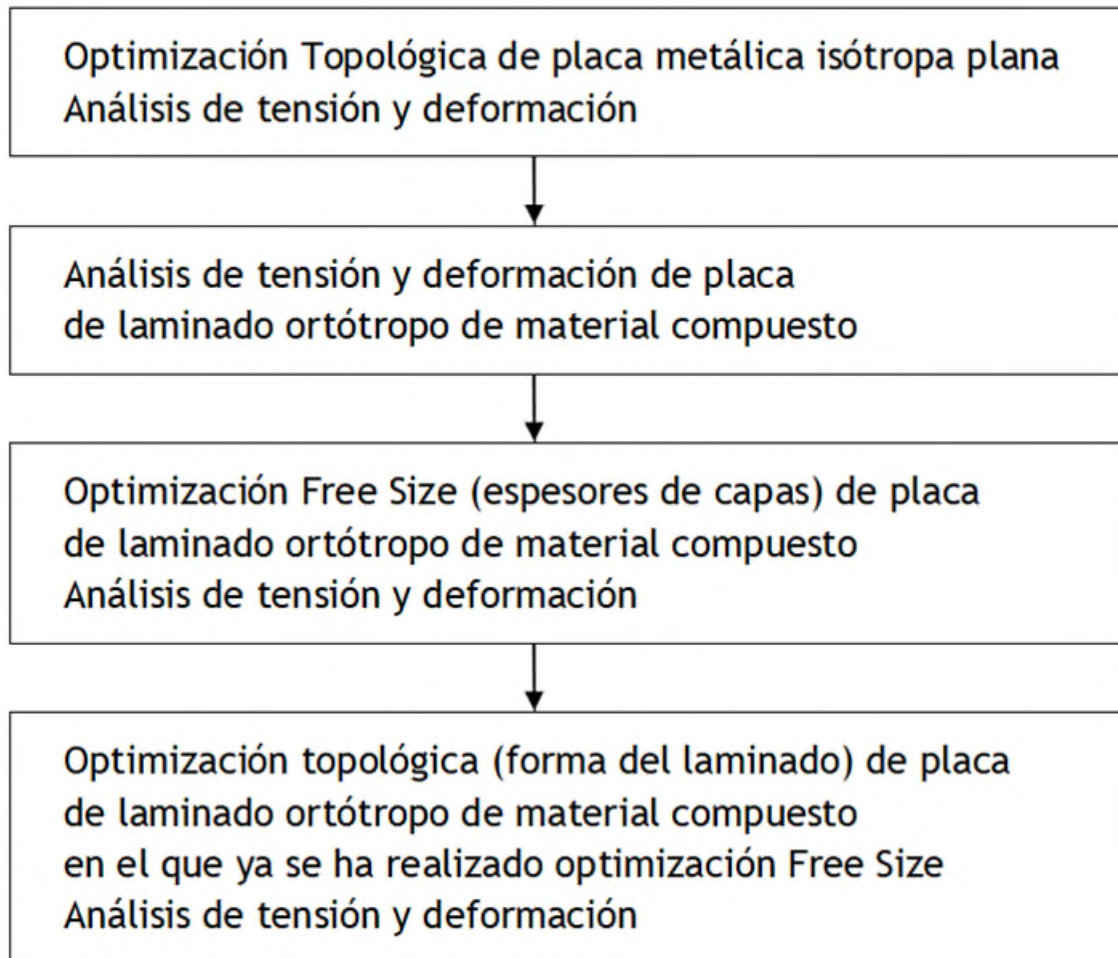 Optimización Topológica de placa metálica isótropa plana
Análisis de tensión y deformación
Análisis de tensión y deformación de placa
de laminado ortótropo de material compuesto
Optimización Free Size (espesores de capas) de placa
de laminado ortótropo de material compuesto
Análisis de tensión y deformación
Optimización topológica (forma del laminado) de placa
de laminado ortótropo de material compuesto
en el que ya se ha realizado optimización Free Size
Análisis de tensión y deformación